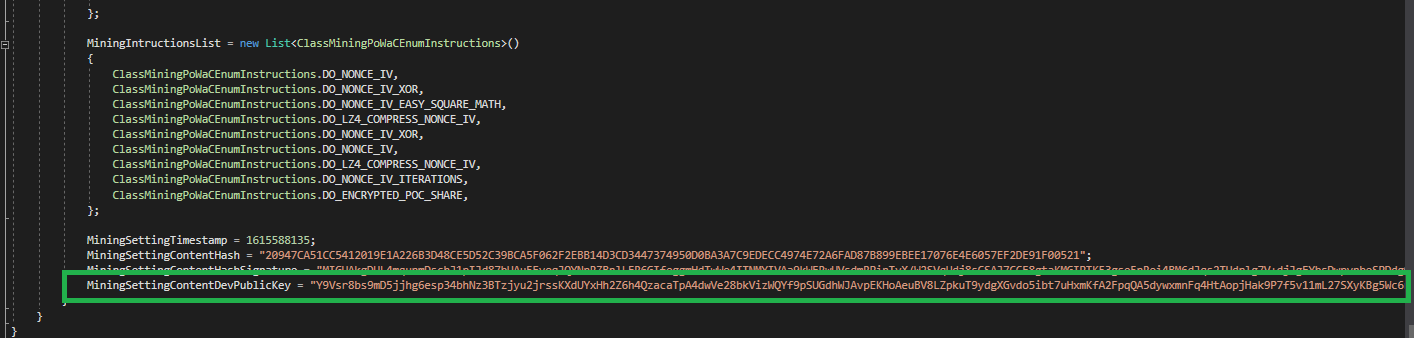 };
MiningIntructionsList = new List<ClassMiningPoWaCEnumInstructions>()
{
ClassMiningPoWaCEnumInstructions.DO_NONCE_IV,
ClassMiningPoWaCEnumInstructions.DO_NONCE_IV_XOR,
ClassMiningPoWaCEnumInstructions.DO_NONCE_IV_EASY_SQUARE_MATH,
ClassMiningPoWaCEnumInstructions.DO_LZ4_COMPRESS_NONCE_IV,
ClassMiningPoWaCEnumInstructions.DO_NONCE_IV_XOR,
ClassMiningPoWaCEnumInstructions.DO_NONCE_IV,
ClassMiningPoWaCEnumInstructions.DO_LZ4_COMPRESS_NONCE_IV,
ClassMiningPoWaCEnumInstructions.DO_NONCE_IV_ITERATIONS,
ClassMiningPoWaCEnumInstructions.DO_ENCRYPTED_POC_SHARE,
};
MiningSettingTimestamp = 1615588135;
MiningSettingContentHash = "20947CA51CC5412019E1A226B3D48CE5D52C39BCA5F062F2EBB14D3CD3447374950D0BA3A7C9EDECC4974E72A6FAD87B899EBEE17076E4E6057EF2DE91F00521";
MiningSettingContentHashSignature =
MiningSettingContentDevPublicKey = "Y9Vsr8bs9mD5jjhg6esp34bhNz3BTzjyu2jrssKXdUYxHh2Z6h4QzacaTpA4dwVe28bkVizWQYf9pSUGdhWJAvpEKHoAeuBV8LZpkuT9ydgXGvdo5ibt7uHxmKfA2FpqQA5dywxmnFq4HtAopjHak9P7f5v11mL27SXyKBg5Wc6
}
}
}